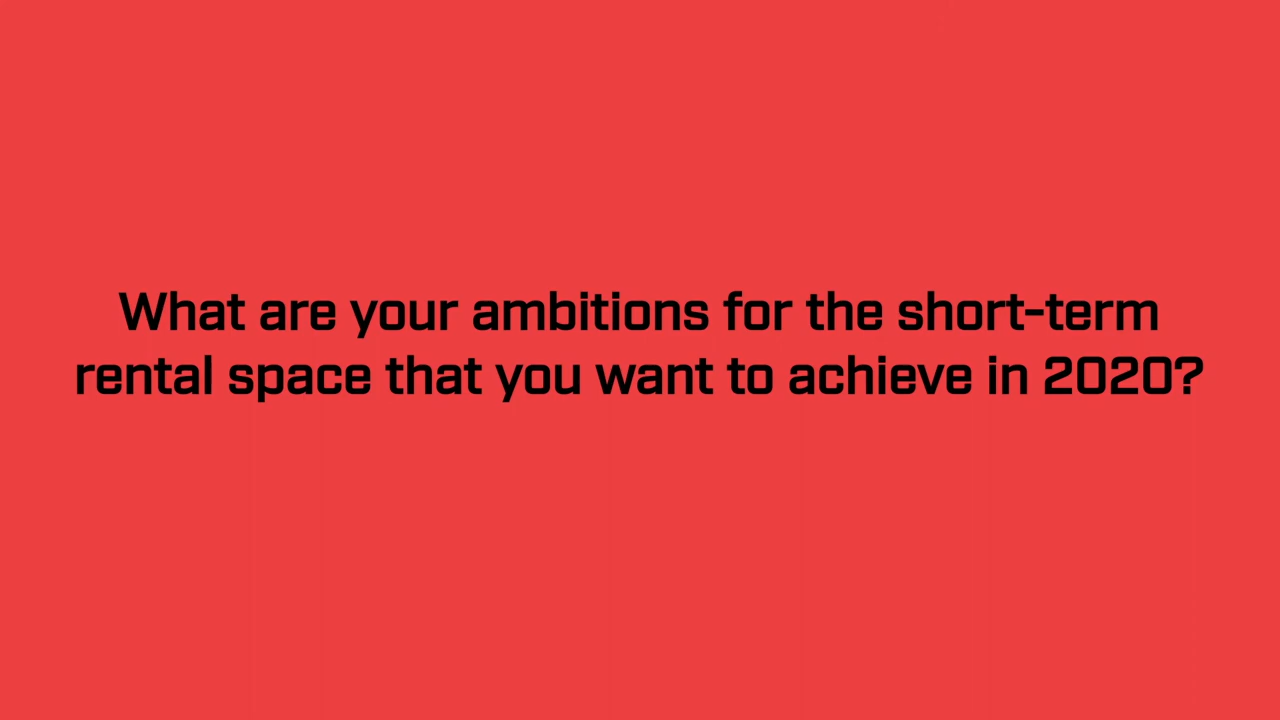 What are your ambitions for the short-term
rental space that you want to achieve in 2020?